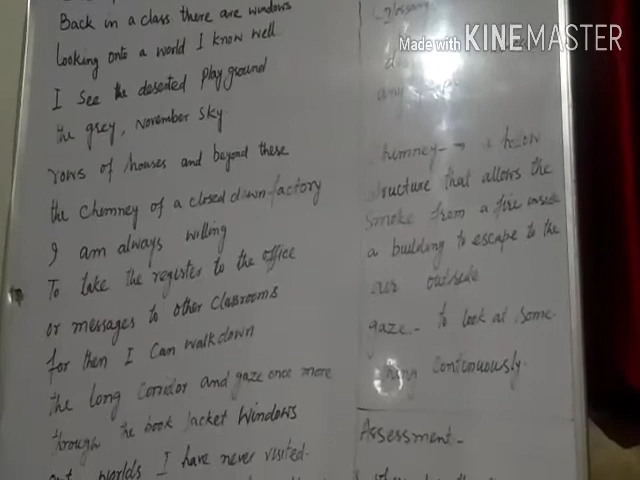 Back in a class there are windows
Looking onto a world I know well
I see the deserted playground
the grey, November sky.
rows of houses and beyond these
the chemney of a closed down factory
I am always willing
To take the register to the office
or messages to other classrooms
for then I can walk down
the long corridor and gaze once more
through the book jacket windows
worlds I have never visited.
Glossary
Made with KINEMASTER
Chimney - a hollow
structure that allows the
smoke from a fire inside
a building to escape to the
air outside
gaze - to look at some-
thing continuously.
Assessment -